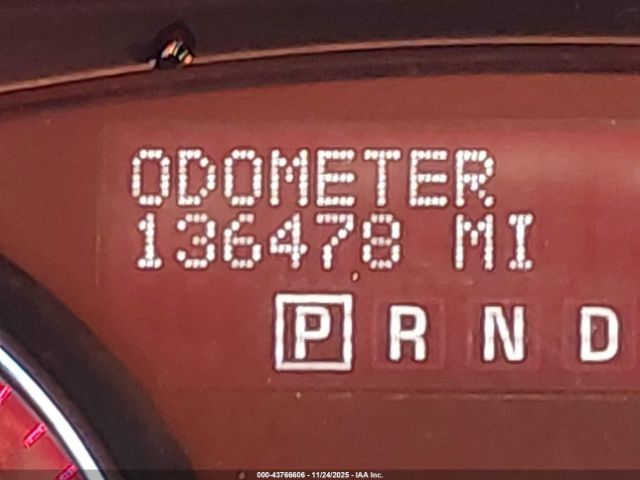 ODOMETER
136478 MI
P R N D
000-43766606 - 11/24/2025 - IAA Inc.